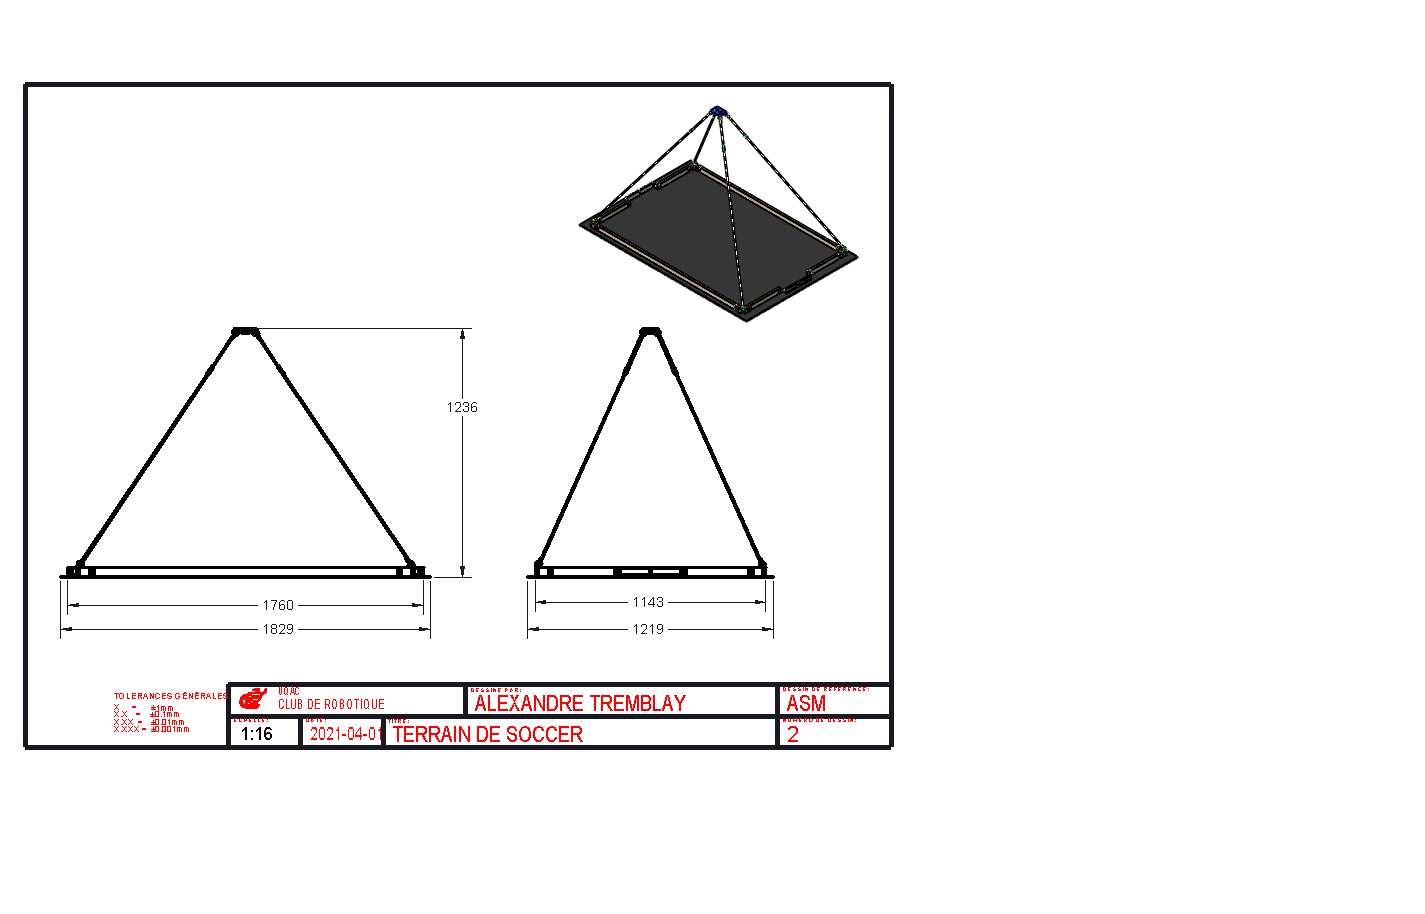 1236
1760
1829
1143
1219
TOLERANCES GÉNÉRALES
X - ±1mm
XX - ±0.1mm
XXX - ±0.01mm
XXXX - ±0.001mm
UQAC
CLUB DE ROBOTIQUE
DESSINÉ PAR:
ALEXANDRE TREMBLAY
DESSIN DE RÉFÉRENCE:
ASM
ÉCHELLE:
1:16
DATE:
2021-04-01
TITRE:
TERRAIN DE SOCCER
NUMÉRO DE DESSIN:
2